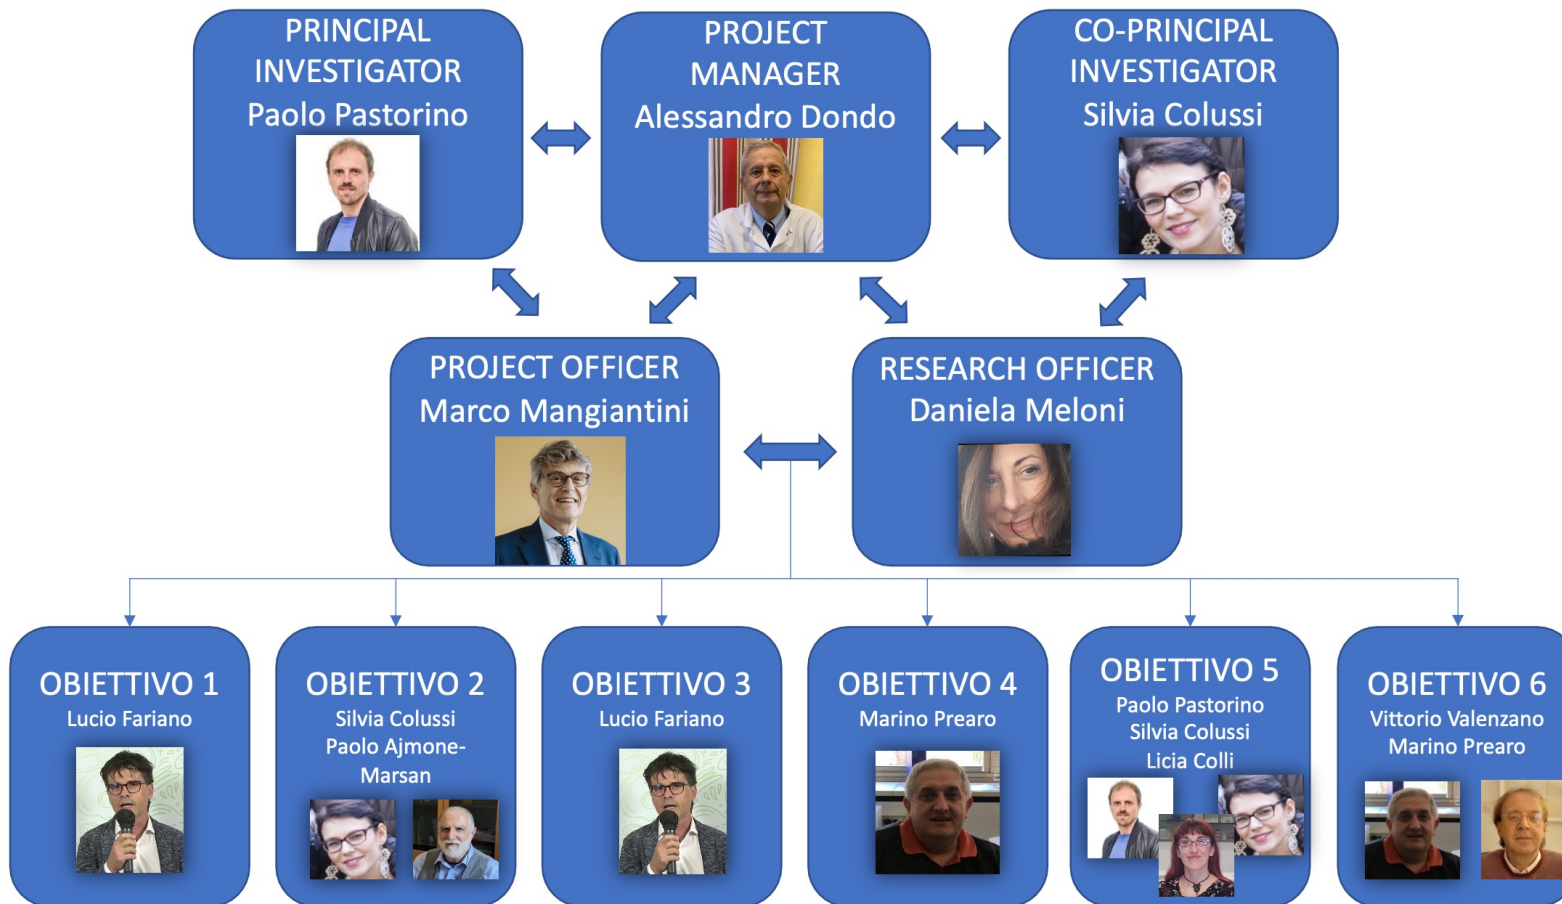 PRINCIPAL
INVESTIGATOR
Paolo Pastorino
PROJECT
MANAGER
Alessandro Dondo
CO-PRINCIPAL
INVESTIGATOR
Silvia Colussi
PROJECT OFFICER
Marco Mangiantini
RESEARCH OFFICER
Daniela Meloni
OBIETTIVO 1
Lucio Fariano
OBIETTIVO 2
Silvia Colussi
Paolo Ajmone-
Marsan
OBIETTIVO 3
Lucio Fariano
OBIETTIVO 4
Marino Prearo
OBIETTIVO 5
Paolo Pastorino
Silvia Colussi
Licia Colli
OBIETTIVO 6
Vittorio Valenzano
Marino Prearo